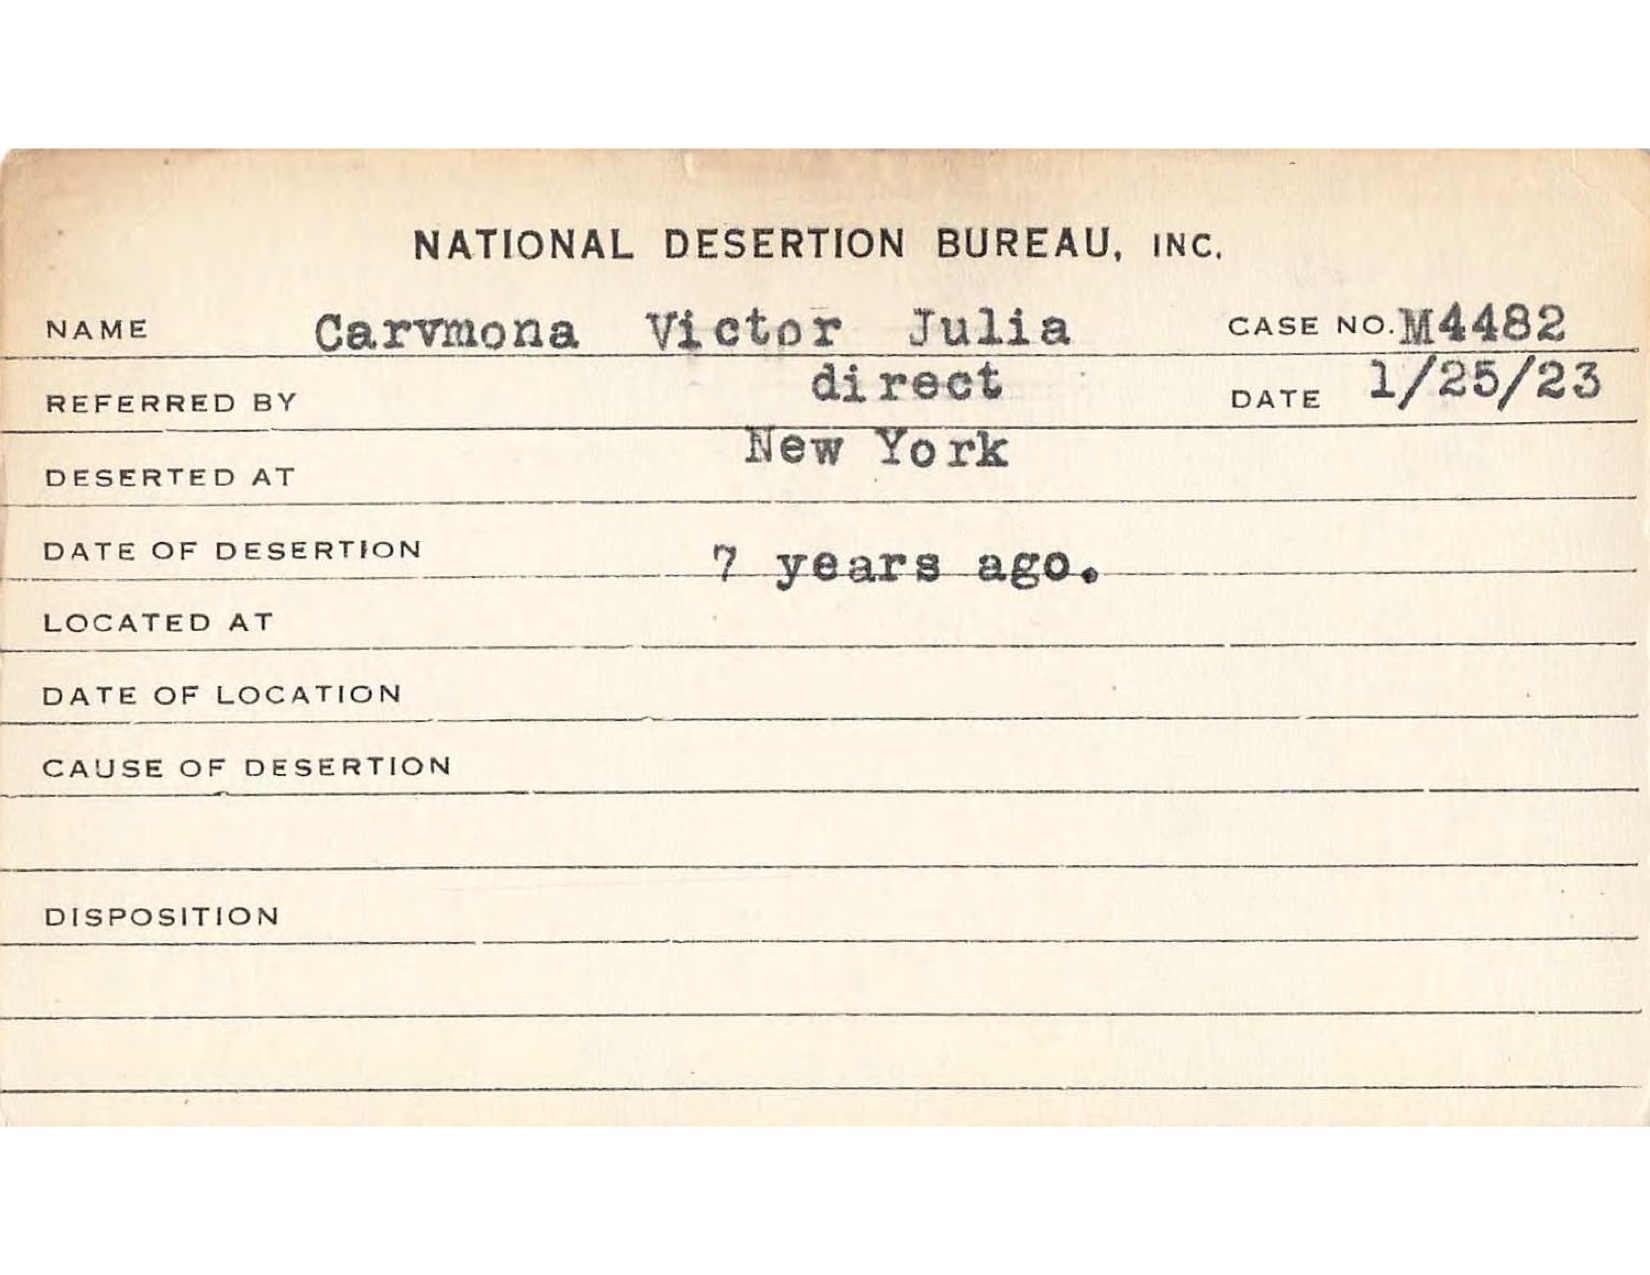 NATIONAL DESERTION BUREAU, INC.
NAME Carvmona Victor Julia CASE NO. M4482
REFERRED BY direct DATE 1/25/23
DESERTED AT New York
DATE OF DESERTION 7 years ago.
LOCATED AT
DATE OF LOCATION
CAUSE OF DESERTION
DISPOSITION